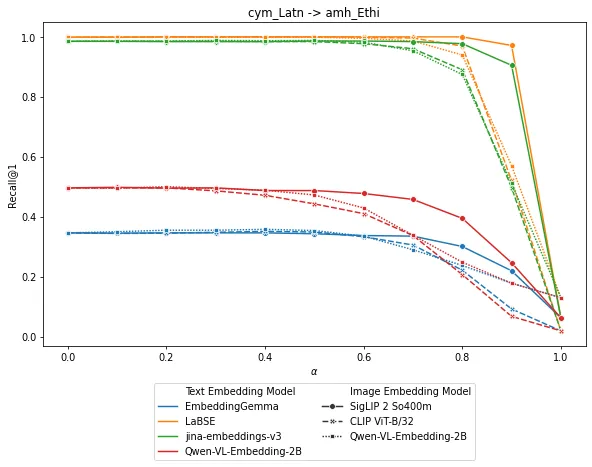 cym_Latn -> amh_Ethi
1.0
0.8
0.6
0.4
0.2
0.0
Recall@1
0.0 0.2 0.4 0.6 0.8 1.0
α
Text Embedding Model Image Embedding Model
EmbeddingGemma SigLIP 2 So400m
LaBSE CLIP ViT-B/32
jina-embeddings-v3 Qwen-VL-Embedding-2B
Qwen-VL-Embedding-2B